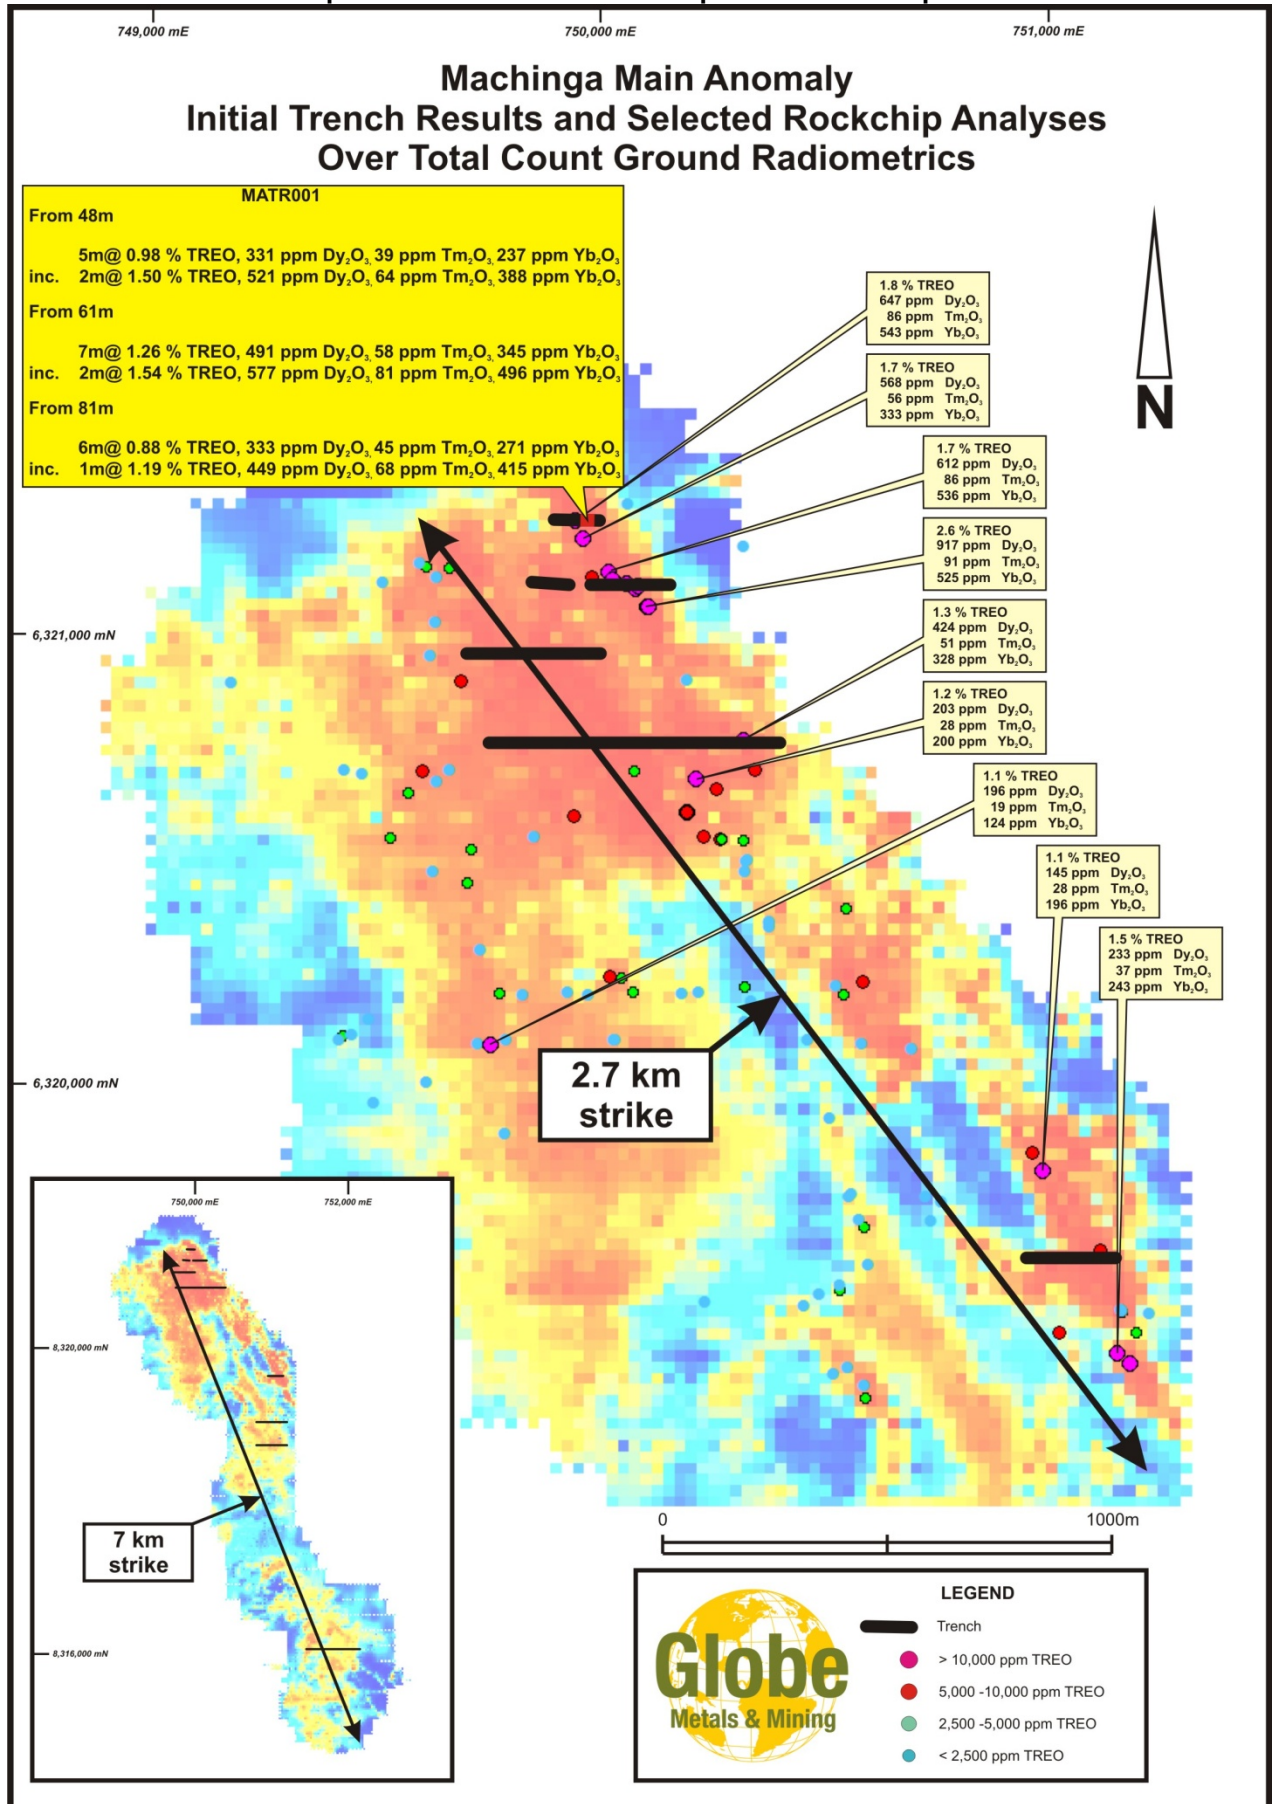 749,000 mE
750,000 mE
751,000 mE
Machinga Main Anomaly
Initial Trench Results and Selected Rockchip Analyses
Over Total Count Ground Radiometrics
MATR001
From 48m
5m@ 0.98 % TREO, 331 ppm Dy₂O₃, 39 ppm Tm₂O₃, 237 ppm Yb₂O₃
inc. 2m@ 1.50 % TREO, 521 ppm Dy₂O₃, 64 ppm Tm₂O₃, 388 ppm Yb₂O₃
From 61m
7m@ 1.26 % TREO, 491 ppm Dy₂O₃, 58 ppm Tm₂O₃, 345 ppm Yb₂O₃
inc. 2m@ 1.54 % TREO, 577 ppm Dy₂O₃, 81 ppm Tm₂O₃, 496 ppm Yb₂O₃
From 81m
6m@ 0.88 % TREO, 333 ppm Dy₂O₃, 45 ppm Tm₂O₃, 271 ppm Yb₂O₃
inc. 1m@ 1.19 % TREO, 449 ppm Dy₂O₃, 68 ppm Tm₂O₃, 415 ppm Yb₂O₃
1.8 % TREO
647 ppm Dy₂O₃
86 ppm Tm₂O₃
543 ppm Yb₂O₃
1.7 % TREO
568 ppm Dy₂O₃
56 ppm Tm₂O₃
333 ppm Yb₂O₃
1.7 % TREO
612 ppm Dy₂O₃
86 ppm Tm₂O₃
536 ppm Yb₂O₃
2.6 % TREO
917 ppm Dy₂O₃
91 ppm Tm₂O₃
525 ppm Yb₂O₃
1.3 % TREO
424 ppm Dy₂O₃
51 ppm Tm₂O₃
328 ppm Yb₂O₃
1.2 % TREO
203 ppm Dy₂O₃
28 ppm Tm₂O₃
200 ppm Yb₂O₃
1.1 % TREO
196 ppm Dy₂O₃
19 ppm Tm₂O₃
124 ppm Yb₂O₃
1.1 % TREO
145 ppm Dy₂O₃
28 ppm Tm₂O₃
196 ppm Yb₂O₃
1.5 % TREO
233 ppm Dy₂O₃
37 ppm Tm₂O₃
243 ppm Yb₂O₃
N
6,321,000 mN
6,320,000 mN
2.7 km
strike
750,000 mE
752,000 mE
8,320,000 mN
8,316,000 mN
7 km
strike
0
1000m
LEGEND
Trench
> 10,000 ppm TREO
5,000 -10,000 ppm TREO
2,500 -5,000 ppm TREO
< 2,500 ppm TREO
Globe
Metals & Mining